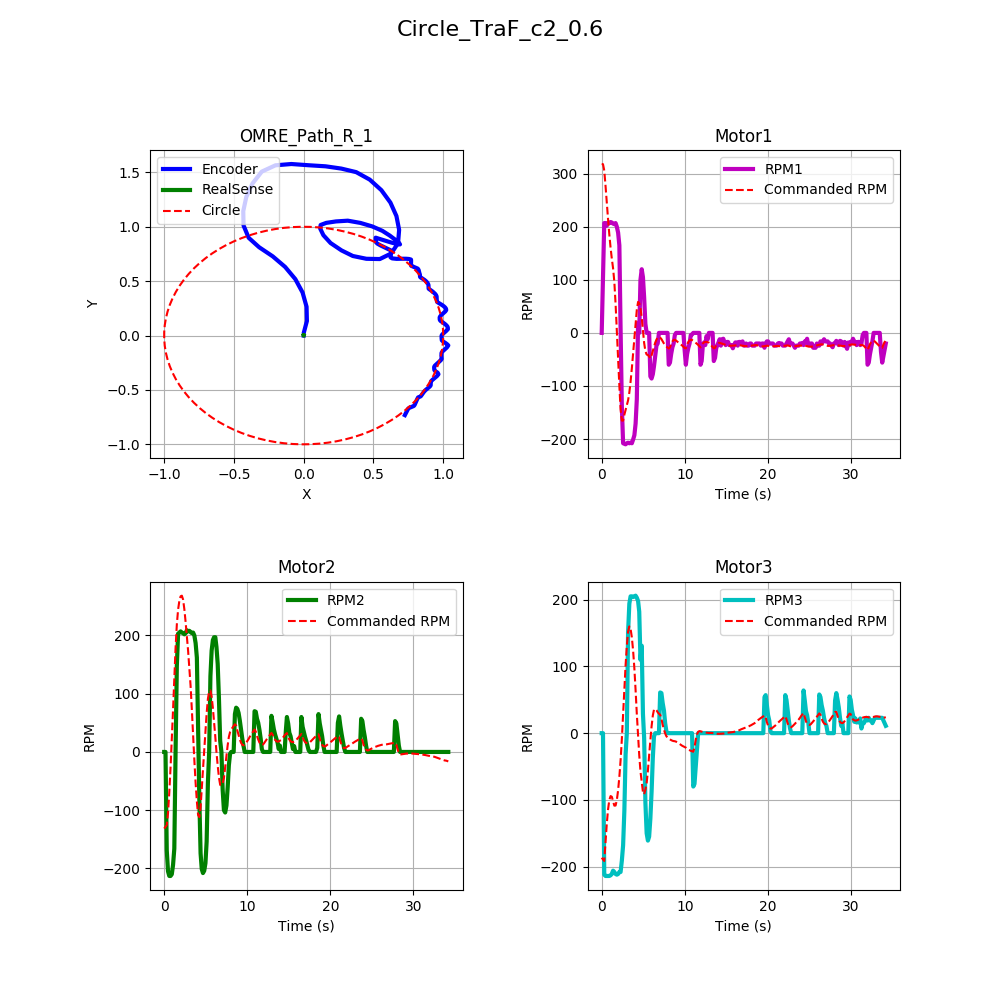 Circle_TraF_c2_0.6
OMRE_Path_R_1
Encoder
RealSense
Circle
1.5
1.0
0.5
0.0
−0.5
−1.0
Y
−1.0 −0.5 0.0 0.5 1.0
X
Motor1
RPM1
Commanded RPM
300
200
100
0
−100
−200
RPM
0 10 20 30
Time (s)
Motor2
RPM2
Commanded RPM
200
100
0
−100
−200
RPM
0 10 20 30
Time (s)
Motor3
RPM3
Commanded RPM
200
100
0
−100
−200
RPM
0 10 20 30
Time (s)